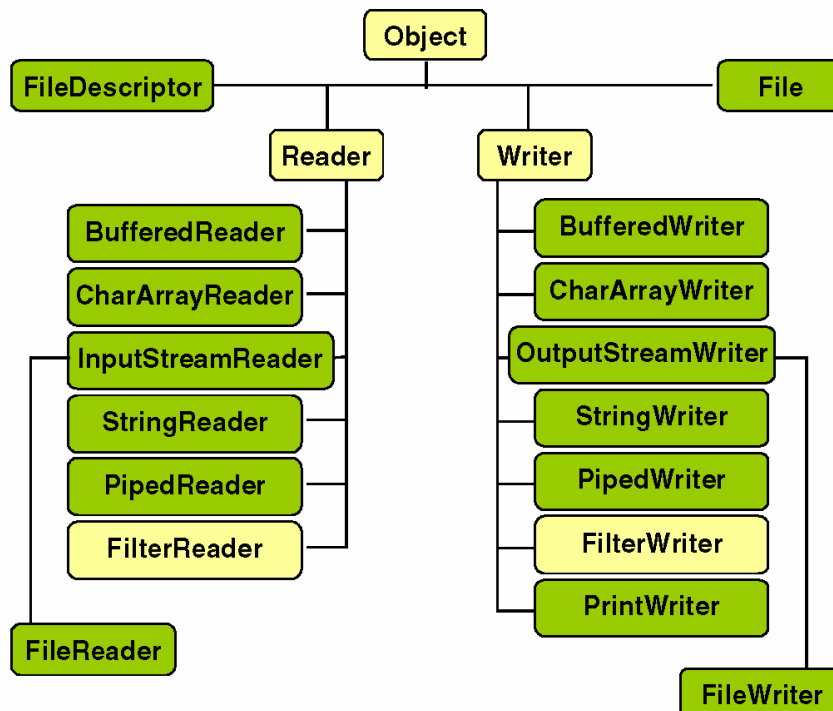 Object
FileDescriptor
File
Reader
Writer
BufferedReader
CharArrayReader
InputStreamReader
StringReader
PipedReader
FilterReader
FileReader
BufferedWriter
CharArrayWriter
OutputStreamWriter
StringWriter
PipedWriter
FilterWriter
PrintWriter
FileWriter